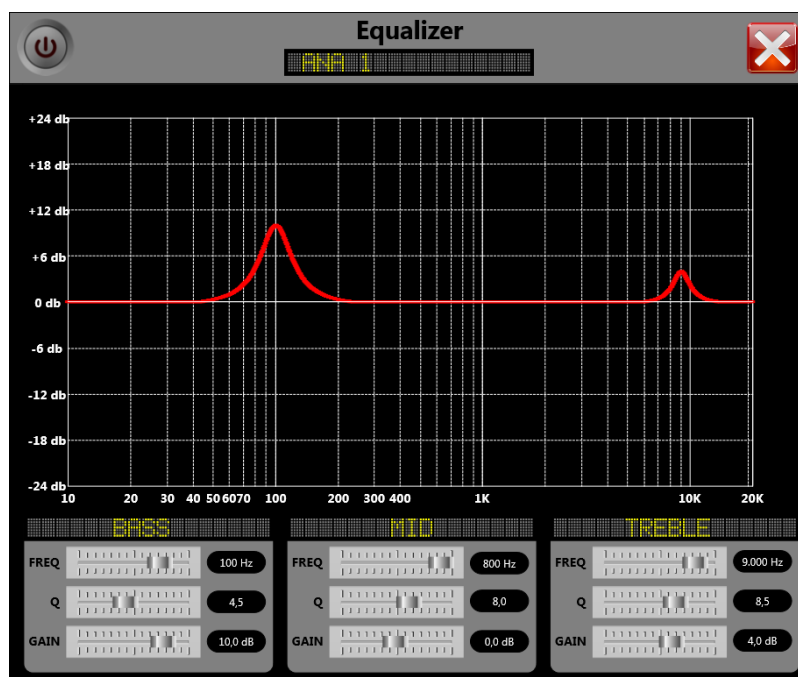 Equalizer
ANA 1
+24 db
+18 db
+12 db
+6 db
0 db
-6 db
-12 db
-18 db
-24 db
10 20 30 40 50 60 70 100 200 300 400 1K 10K 20K
BASS MID TREBLE
FREQ 100 Hz FREQ 800 Hz FREQ 9.000 Hz
Q 4,5 Q 8,0 Q 8,5
GAIN 10,0 dB GAIN 0,0 dB GAIN 4,0 dB